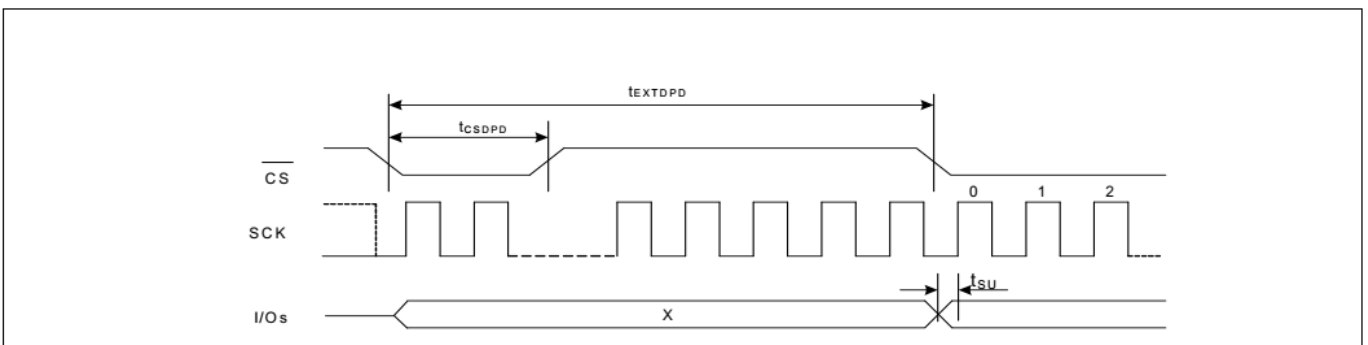 tEXTDPD
tCSDPD
CS
0 1 2
SCK
tSU
I/Os X